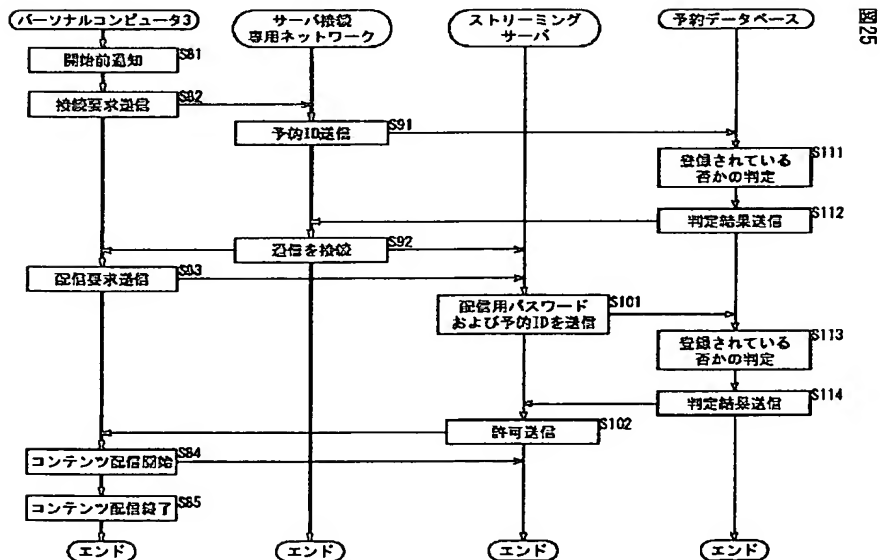 図25
パーソナルコンピュータ3
サーバ接続
専用ネットワーク
ストリーミング
サーバ
予約データベース
開始前通知
S81
接続要求送信
S82
予約ID送信
S91
登録されている
否かの判定
S111
判定結果送信
S112
通信を接続
S92
配信要求送信
S83
配信用パスワード
および予約IDを送信
S101
登録されている
否かの判定
S113
判定結果送信
S114
許可送信
S102
コンテンツ配信開始
S84
コンテンツ配信終了
S85
エンド
エンド
エンド
エンド